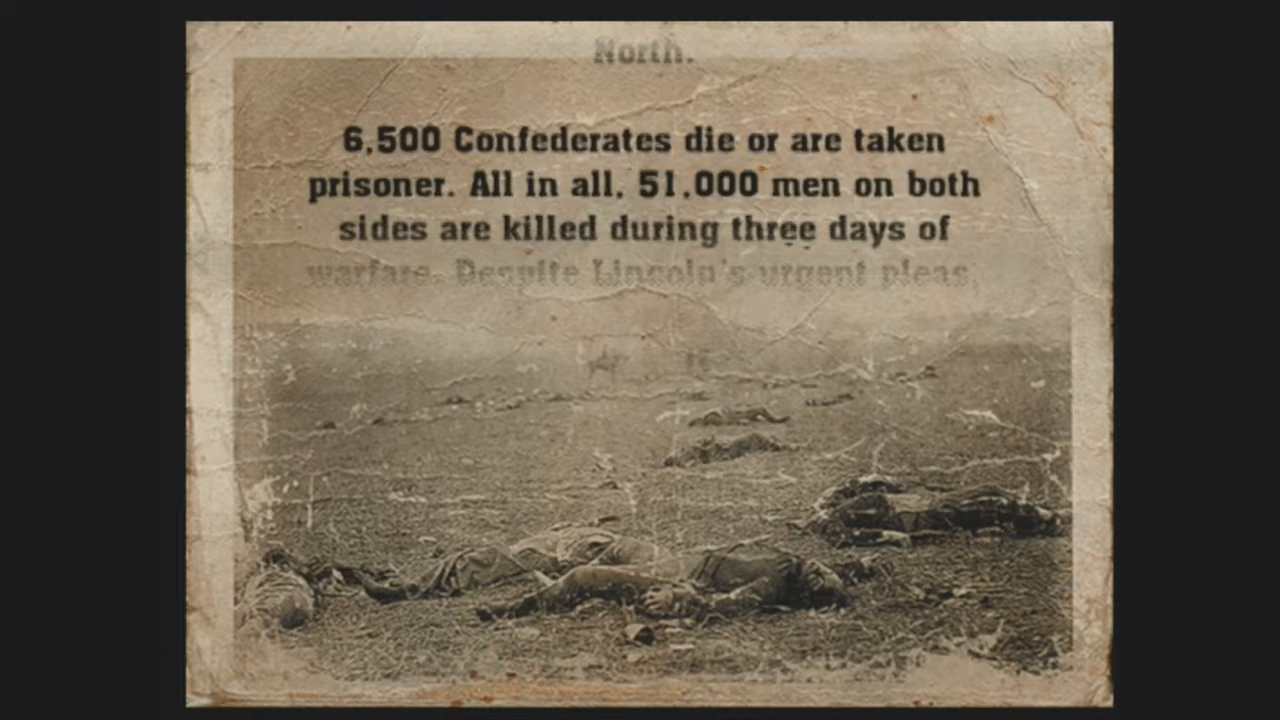 North.
6,500 Confederates die or are taken
prisoner. All in all, 51,000 men on both
sides are killed during three days of
warfare. Despite Lincoln's urgent pleas,